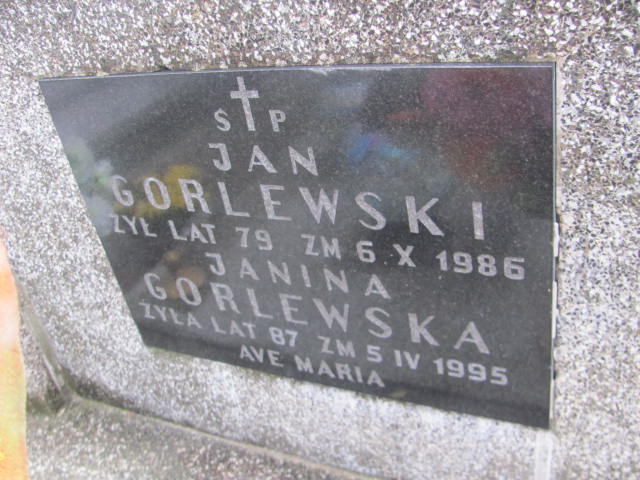 S P
JAN
GORLEWSKI
ŻYŁ LAT 79 ZM 6 X 1986
JANINA
GORLEWSKA
ŻYŁA LAT 87 ZM 5 IV 1995
AVE MARIA